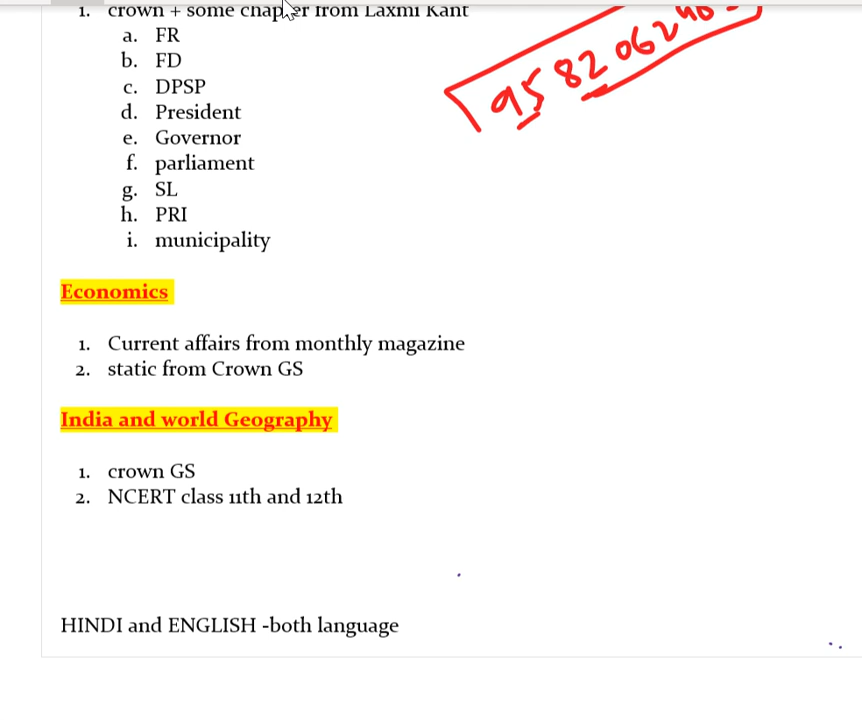 1. crown + some chapter from Laxmi Kant
a. FR
b. FD
c. DPSP
d. President
e. Governor
f. parliament
g. SL
h. PRI
i. municipality
Economics
1. Current affairs from monthly magazine
2. static from Crown GS
India and world Geography
1. crown GS
2. NCERT class 11th and 12th
HINDI and ENGLISH -both language